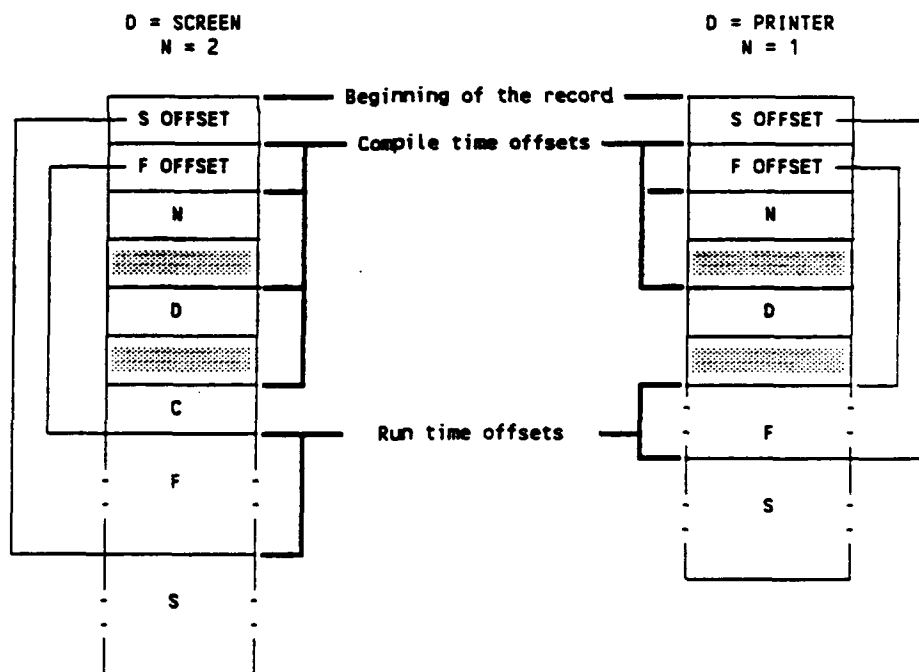 D = SCREEN
N = 2
D = PRINTER
N = 1
Beginning of the record
S OFFSET
S OFFSET
Compile time offsets
F OFFSET
F OFFSET
N
N
D
D
C
Run time offsets
F
F
S
S